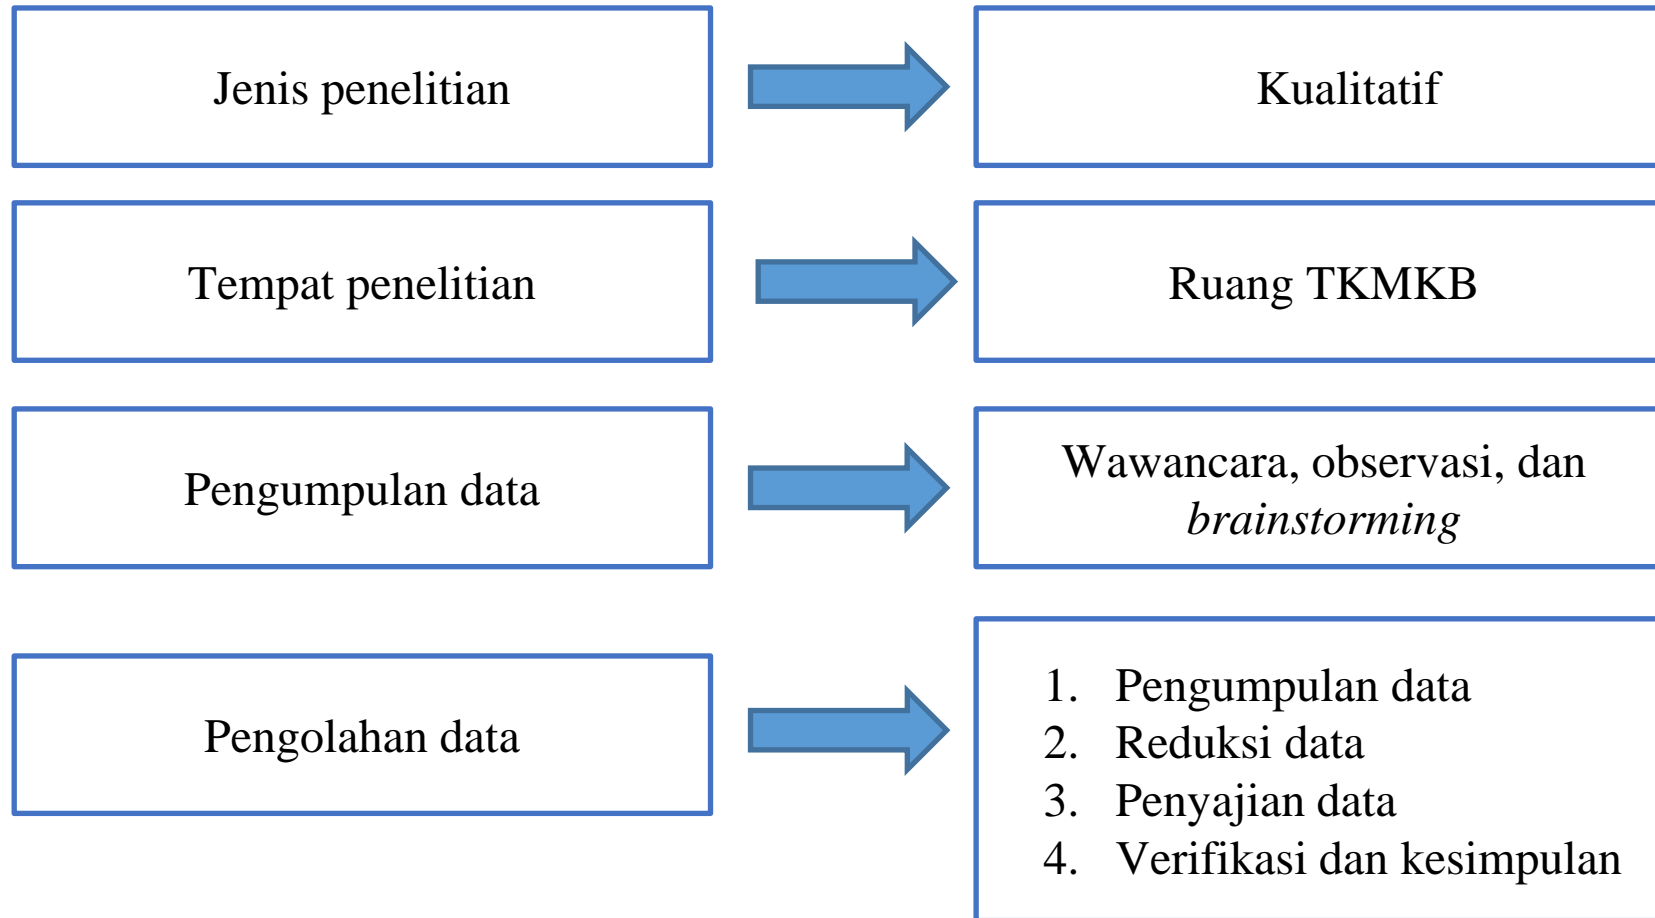 Jenis penelitian
Kualitatif
Tempat penelitian
Ruang TKMKB
Pengumpulan data
Wawancara, observasi, dan
brainstorming
Pengolahan data
1. Pengumpulan data
2. Reduksi data
3. Penyajian data
4. Verifikasi dan kesimpulan